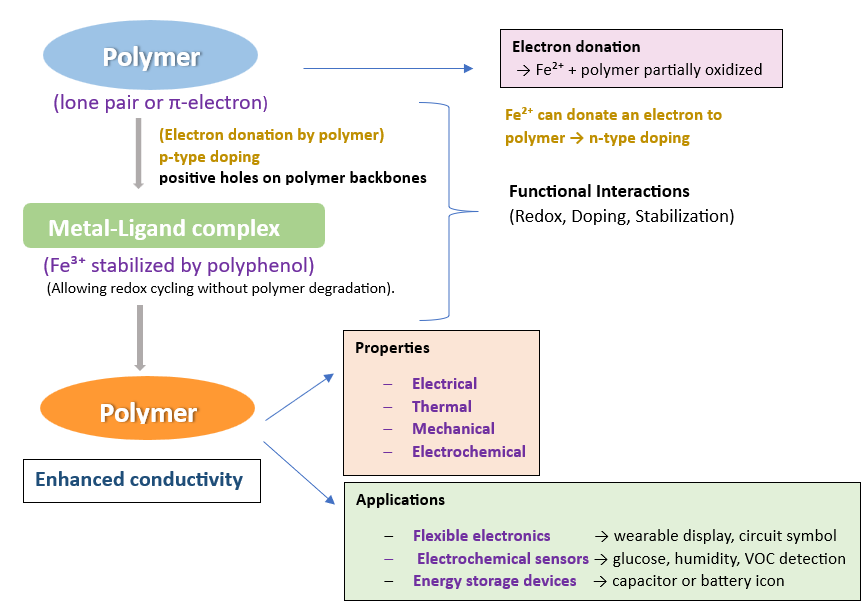 Polymer
(lone pair or π-electron)
(Electron donation by polymer)
p-type doping
positive holes on polymer backbones
Metal-Ligand complex
(Fe³⁺ stabilized by polyphenol)
(Allowing redox cycling without polymer degradation).
Polymer
Enhanced conductivity
Electron donation
→ Fe²⁺ + polymer partially oxidized
Fe²⁺ can donate an electron to
polymer → n-type doping
Functional Interactions
(Redox, Doping, Stabilization)
Properties
– Electrical
– Thermal
– Mechanical
– Electrochemical
Applications
– Flexible electronics → wearable display, circuit symbol
– Electrochemical sensors → glucose, humidity, VOC detection
– Energy storage devices → capacitor or battery icon